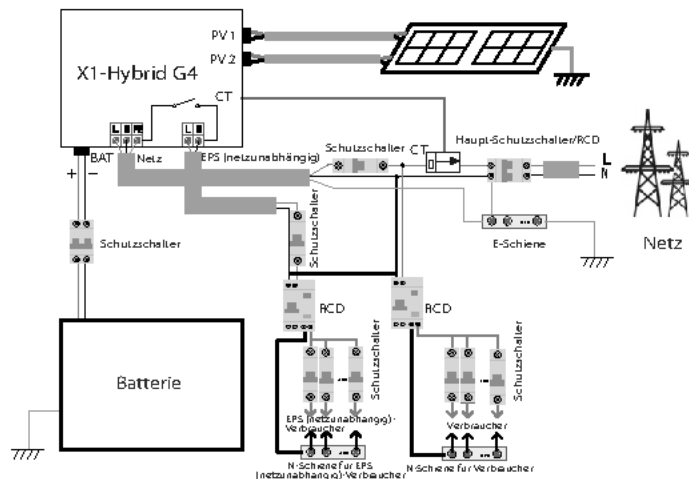 PV 1
PV 2
X1-Hybrid G4
CT
L
PE
L
BAT
Netz
EPS (netzunabhängig)
+
−
Schutzschalter
CT
Haupt-Schutzschalter/RCD
L
N
Schutzschalter
Schutzschalter
E-Schiene
Netz
RCD
RCD
Schutzschalter
Schutzschalter
Batterie
EPS (netzunabhängig)-
Verbraucher
Verbraucher
N-Schiene für EPS
(netzunabhängig)-Verbraucher
N-Schiene für Verbraucher